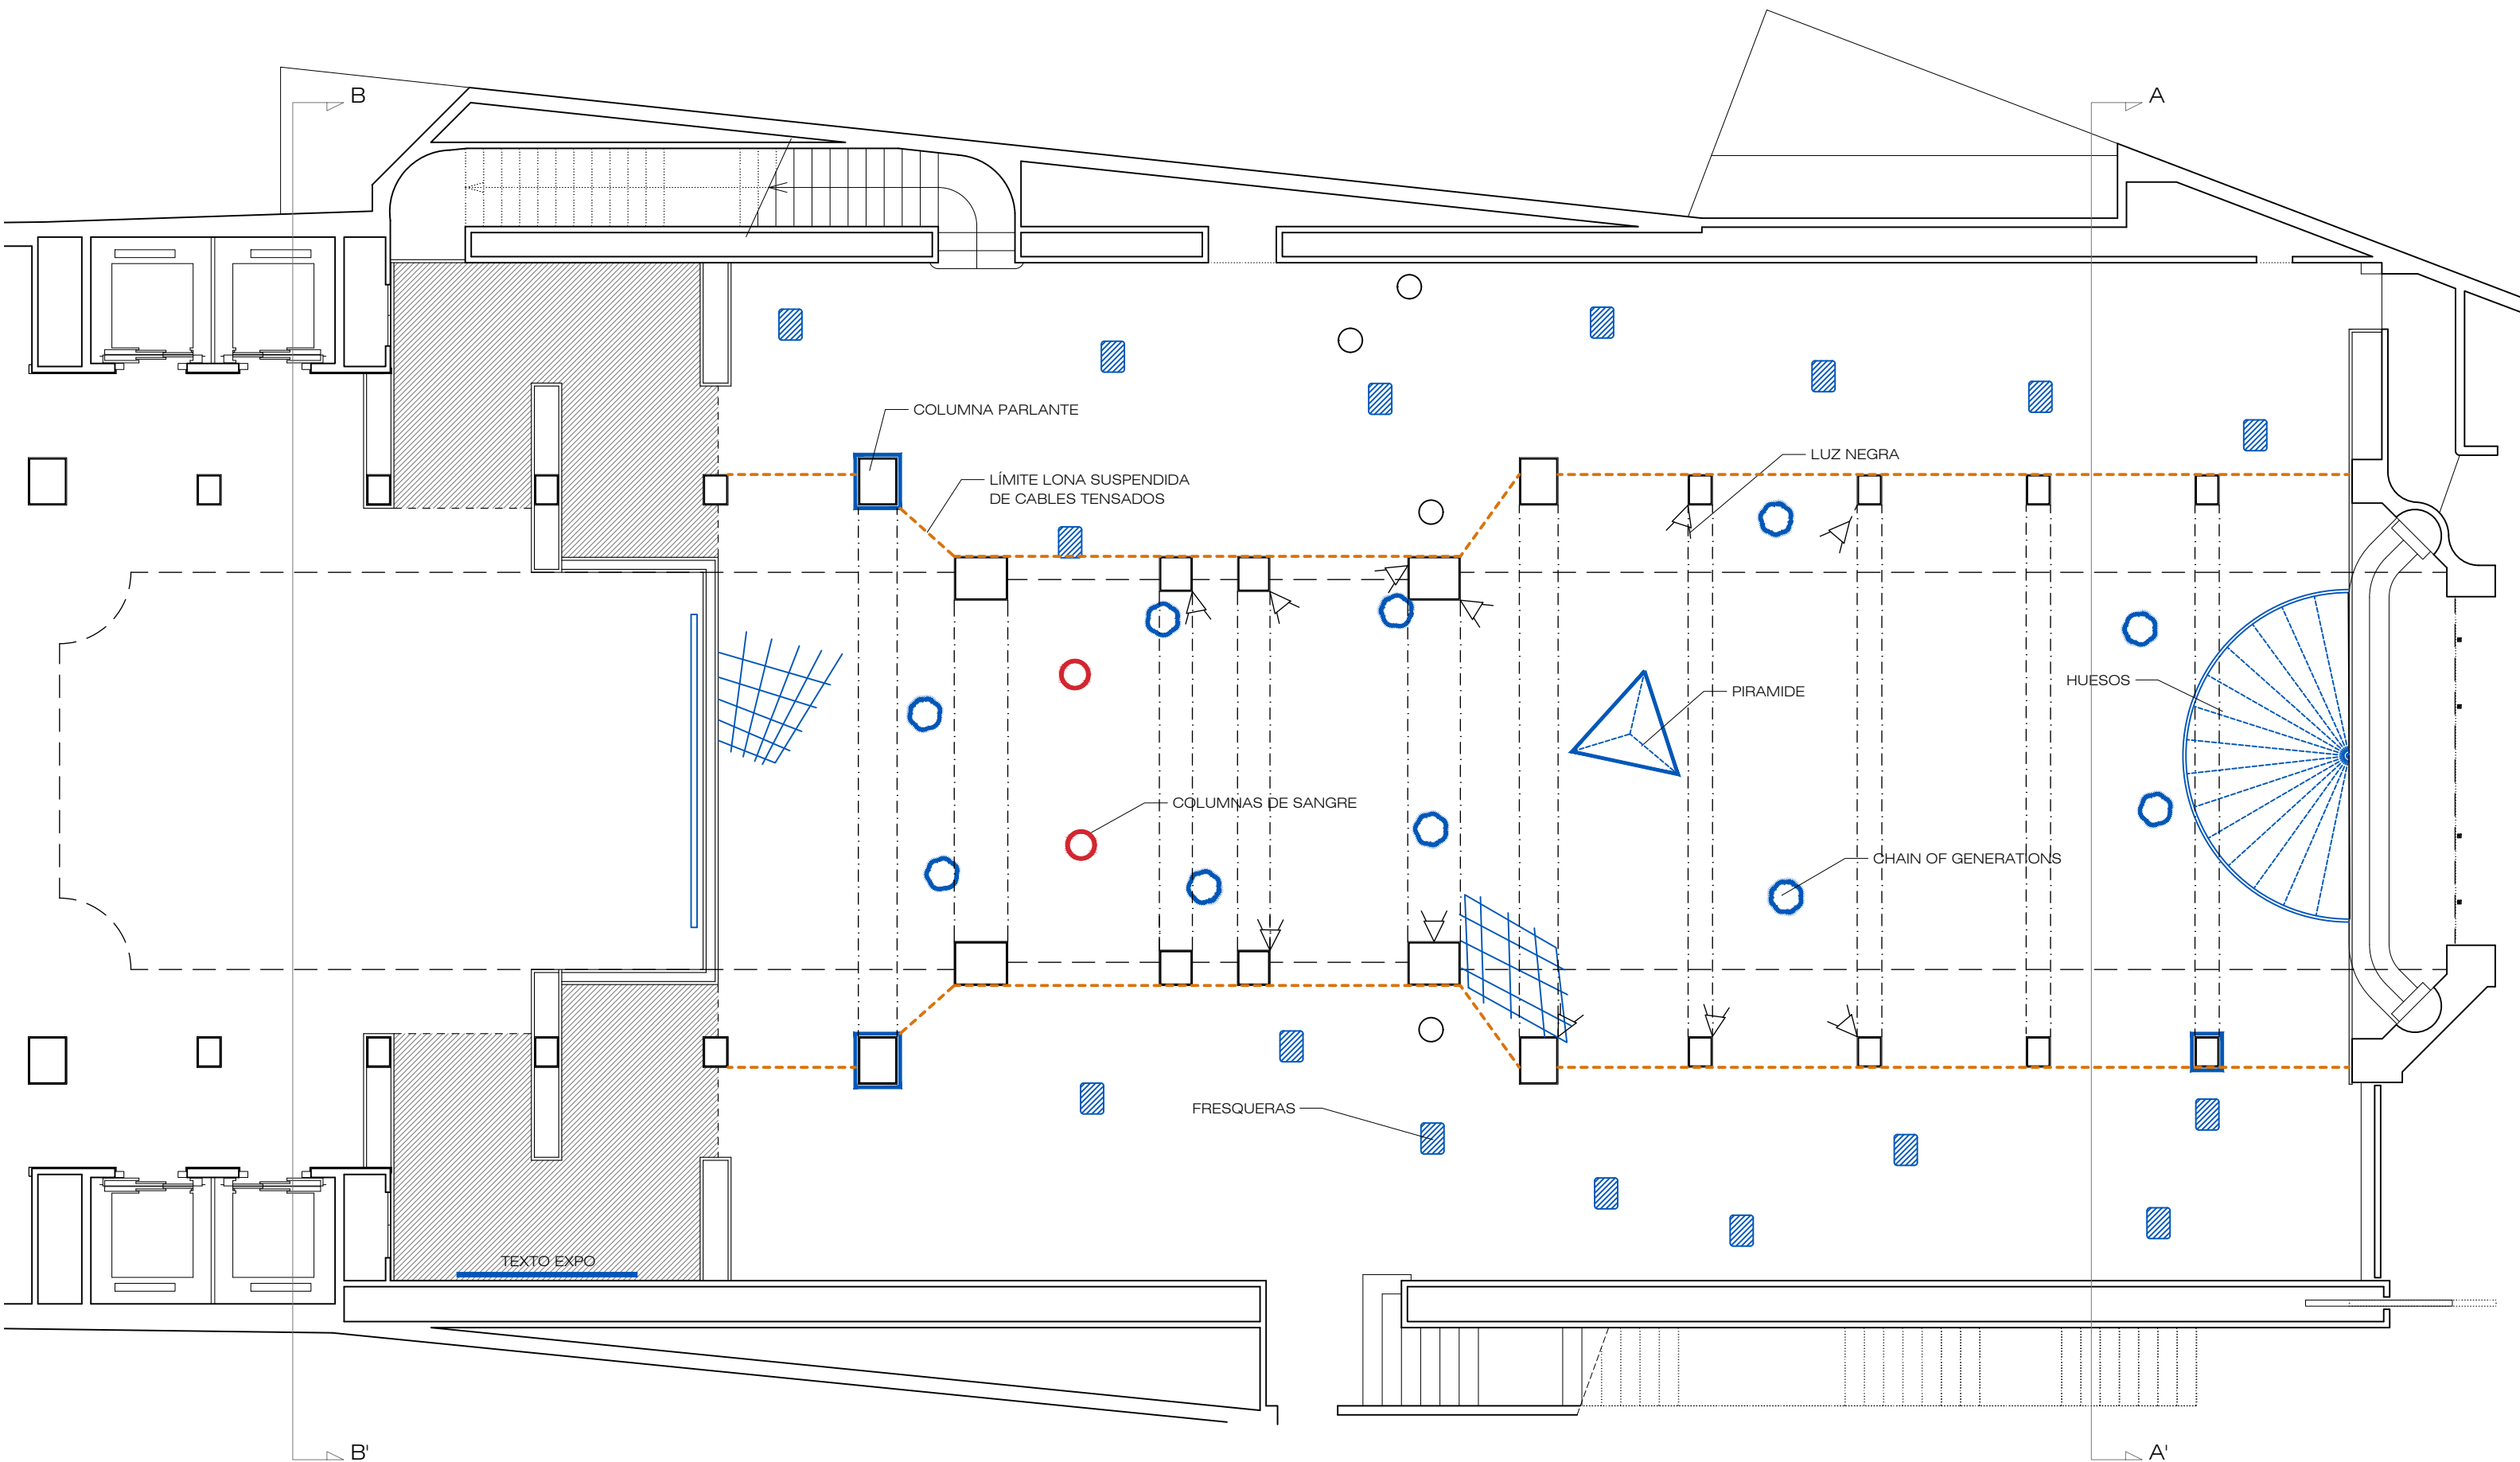 B
A
COLUMNA PARLANTE
LUZ NEGRA
LÍMITE LONA SUSPENDIDA
DE CABLES TENSADOS
HUESOS
PIRAMIDE
COLUMNAS DE SANGRE
CHAIN OF GENERATIONS
FRESQUERAS
TEXTO EXPO
B'
A'